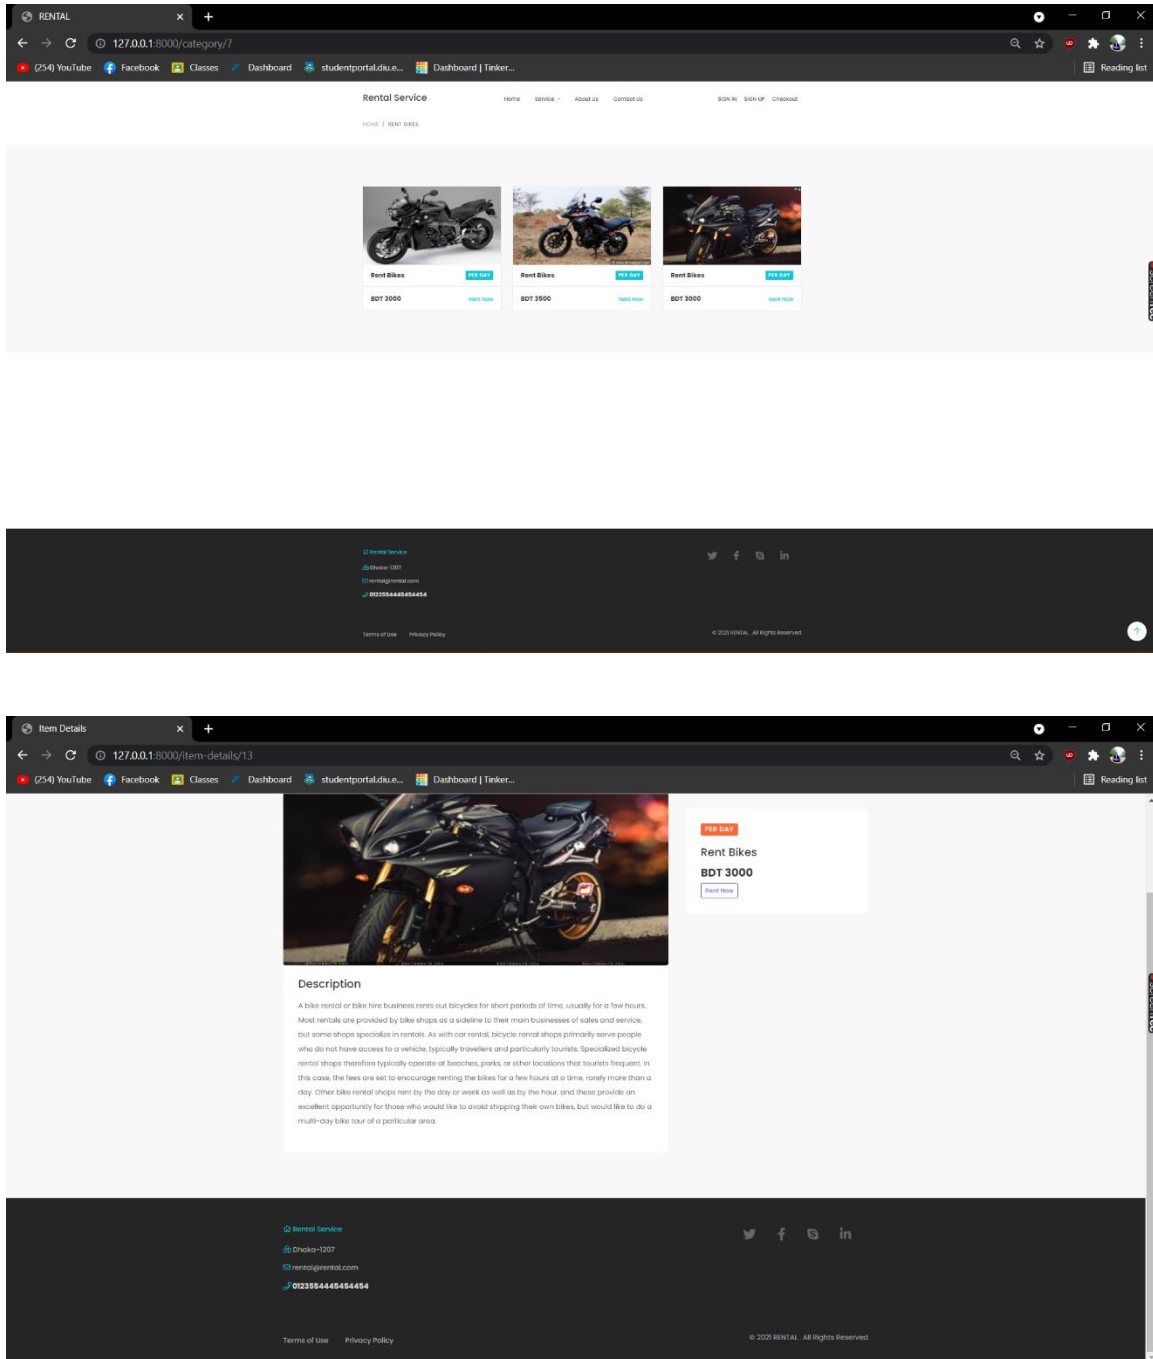 RENTAL
127.0.0.1:8000/category/7
(254) YouTube Facebook Classes Dashboard studentportal.diu.e... Dashboard | Tinker... Reading list
Rental Service Home Service About Us Contact Us SIGN IN SIGN UP Checkout
HOME / RENT BIKES
Rent Bikes PER DAY Rent Bikes PER DAY Rent Bikes PER DAY
BDT 3000 Rent Now BDT 3500 Rent Now BDT 3000 Rent Now
Rental Service
Dhaka-1207
rental@rental.com
0123554445454454
Terms of Use Privacy Policy © 2021 RENTAL . All Rights Reserved
Item Details
127.0.0.1:8000/item-details/13
(254) YouTube Facebook Classes Dashboard studentportal.diu.e... Dashboard | Tinker... Reading list
PER DAY
Rent Bikes
BDT 3000
Rent Now
Description
A bike rental or bike hire business rents out bicycles for short periods of time, usually for a few hours.
Most rentals are provided by bike shops as a sideline to their main businesses of sales and service,
but some shops specialize in rentals. As with car rental, bicycle rental shops primarily serve people
who do not have access to a vehicle, typically travellers and particularly tourists. Specialized bicycle
rental shops therefore typically operate at beaches, parks, or other locations that tourists frequent. In
this case, the fees are set to encourage renting the bikes for a few hours at a time, rarely more than a
day. Other bike rental shops rent by the day or week as well as by the hour, and these provide an
excellent opportunity for those who would like to avoid shipping their own bikes, but would like to do a
multi-day bike tour of a particular area.
Rental Service
Dhaka-1207
rental@rental.com
0123554445454454
Terms of Use Privacy Policy © 2021 RENTAL . All Rights Reserved